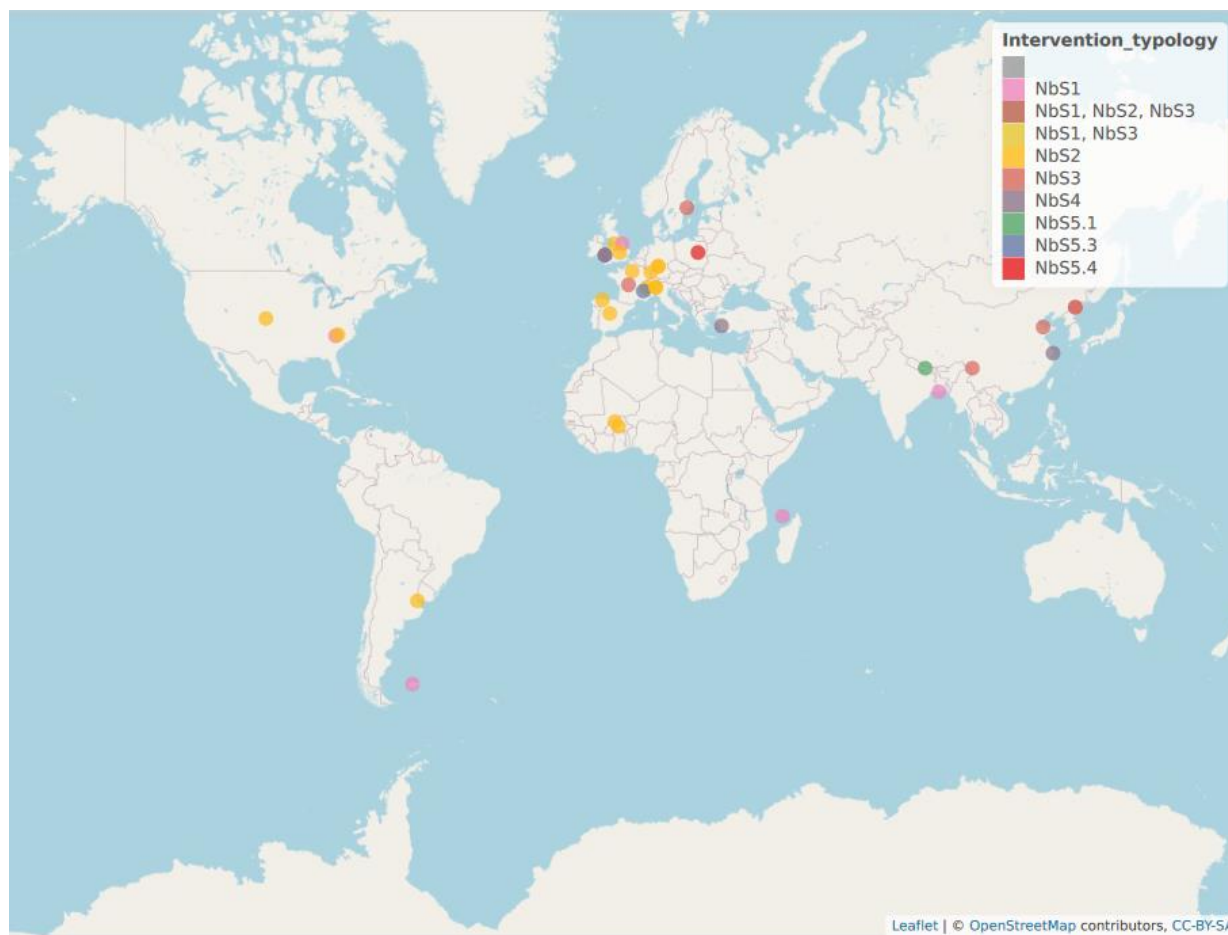 Intervention_typology
NbS1
NbS1, NbS2, NbS3
NbS1, NbS3
NbS2
NbS3
NbS4
NbS5.1
NbS5.3
NbS5.4
Leaflet | © OpenStreetMap contributors, CC-BY-SA